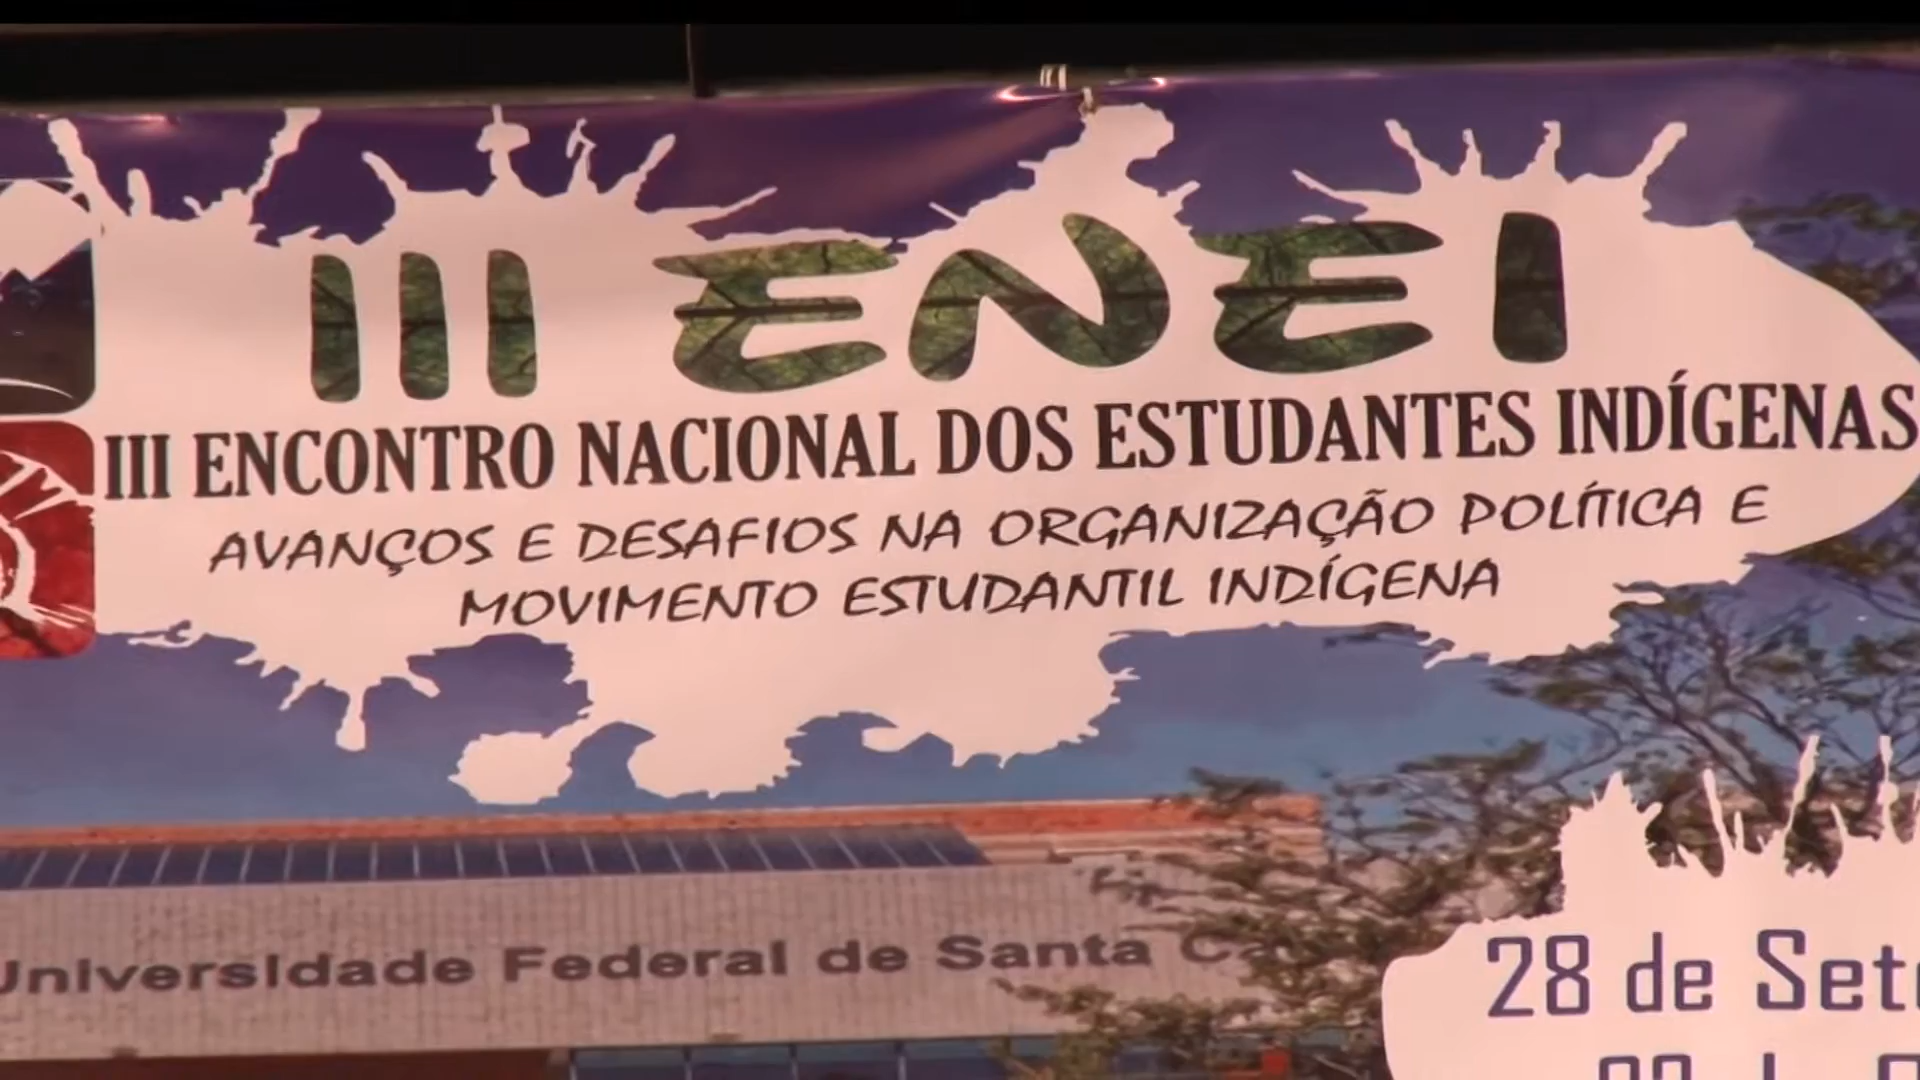 III ENEI
III ENCONTRO NACIONAL DOS ESTUDANTES INDÍGENAS
AVANÇOS E DESAFIOS NA ORGANIZAÇÃO POLÍTICA E
MOVIMENTO ESTUDANTIL INDÍGENA
Universidade Federal de Santa
28 de Set